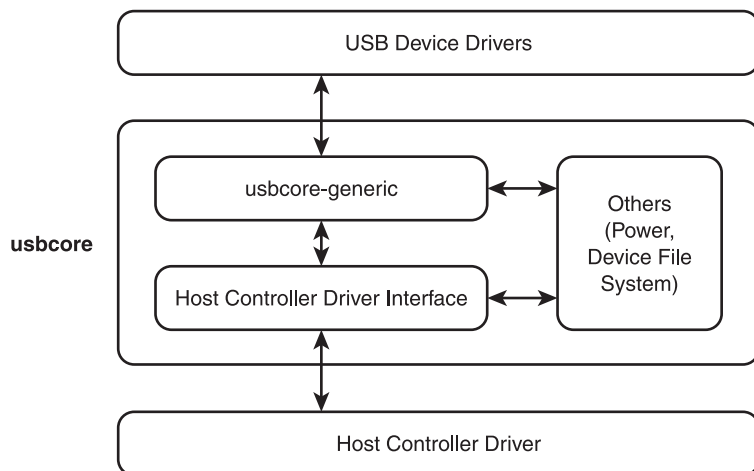 USB Device Drivers
usbcore-generic
Others
(Power,
Device File
System)
usbcore
Host Controller Driver Interface
Host Controller Driver